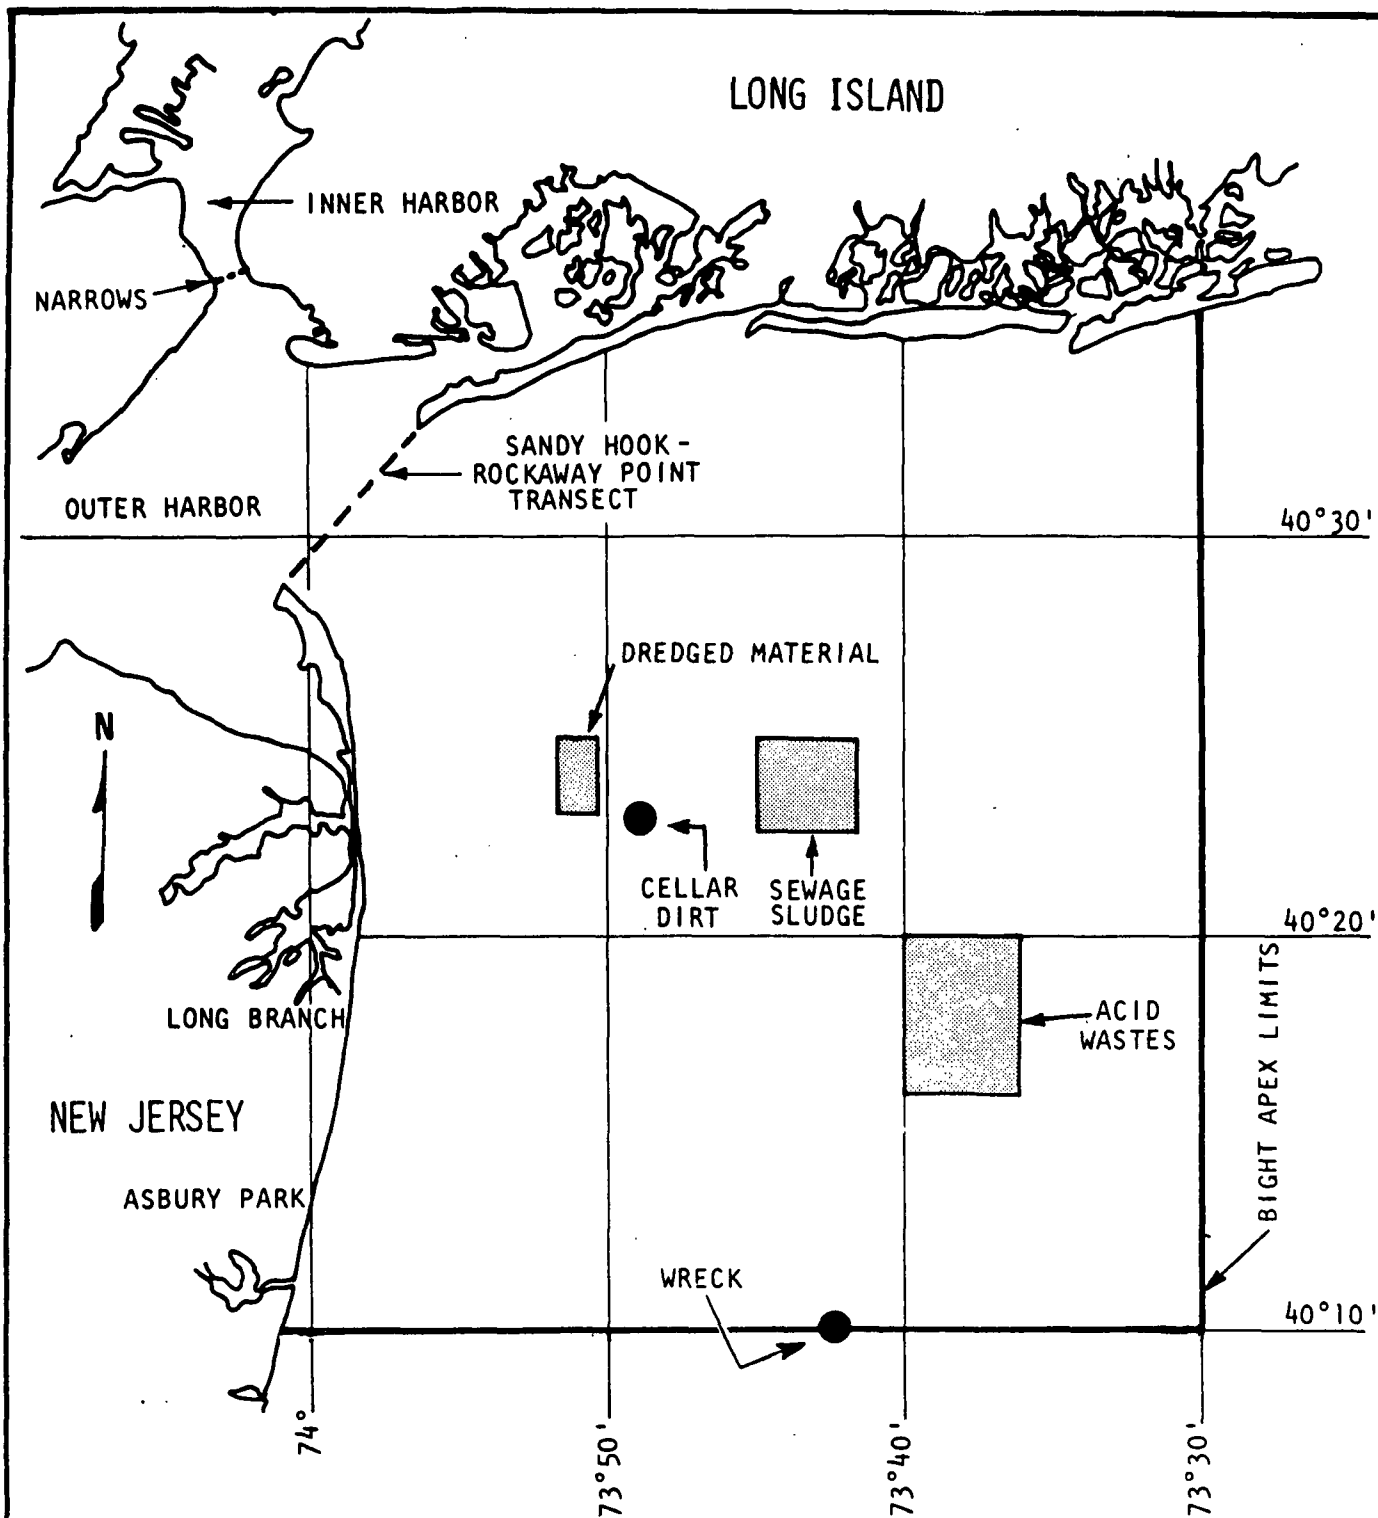 LONG ISLAND
INNER HARBOR
NARROWS
SANDY HOOK -
ROCKAWAY POINT
TRANSECT
OUTER HARBOR
40°30'
DREDGED MATERIAL
N
CELLAR
DIRT
SEWAGE
SLUDGE
40°20'
LONG BRANCH
ACID
WASTES
BIGHT APEX LIMITS
NEW JERSEY
ASBURY PARK
WRECK
40°10'
74°
73°50'
73°40'
73°30'